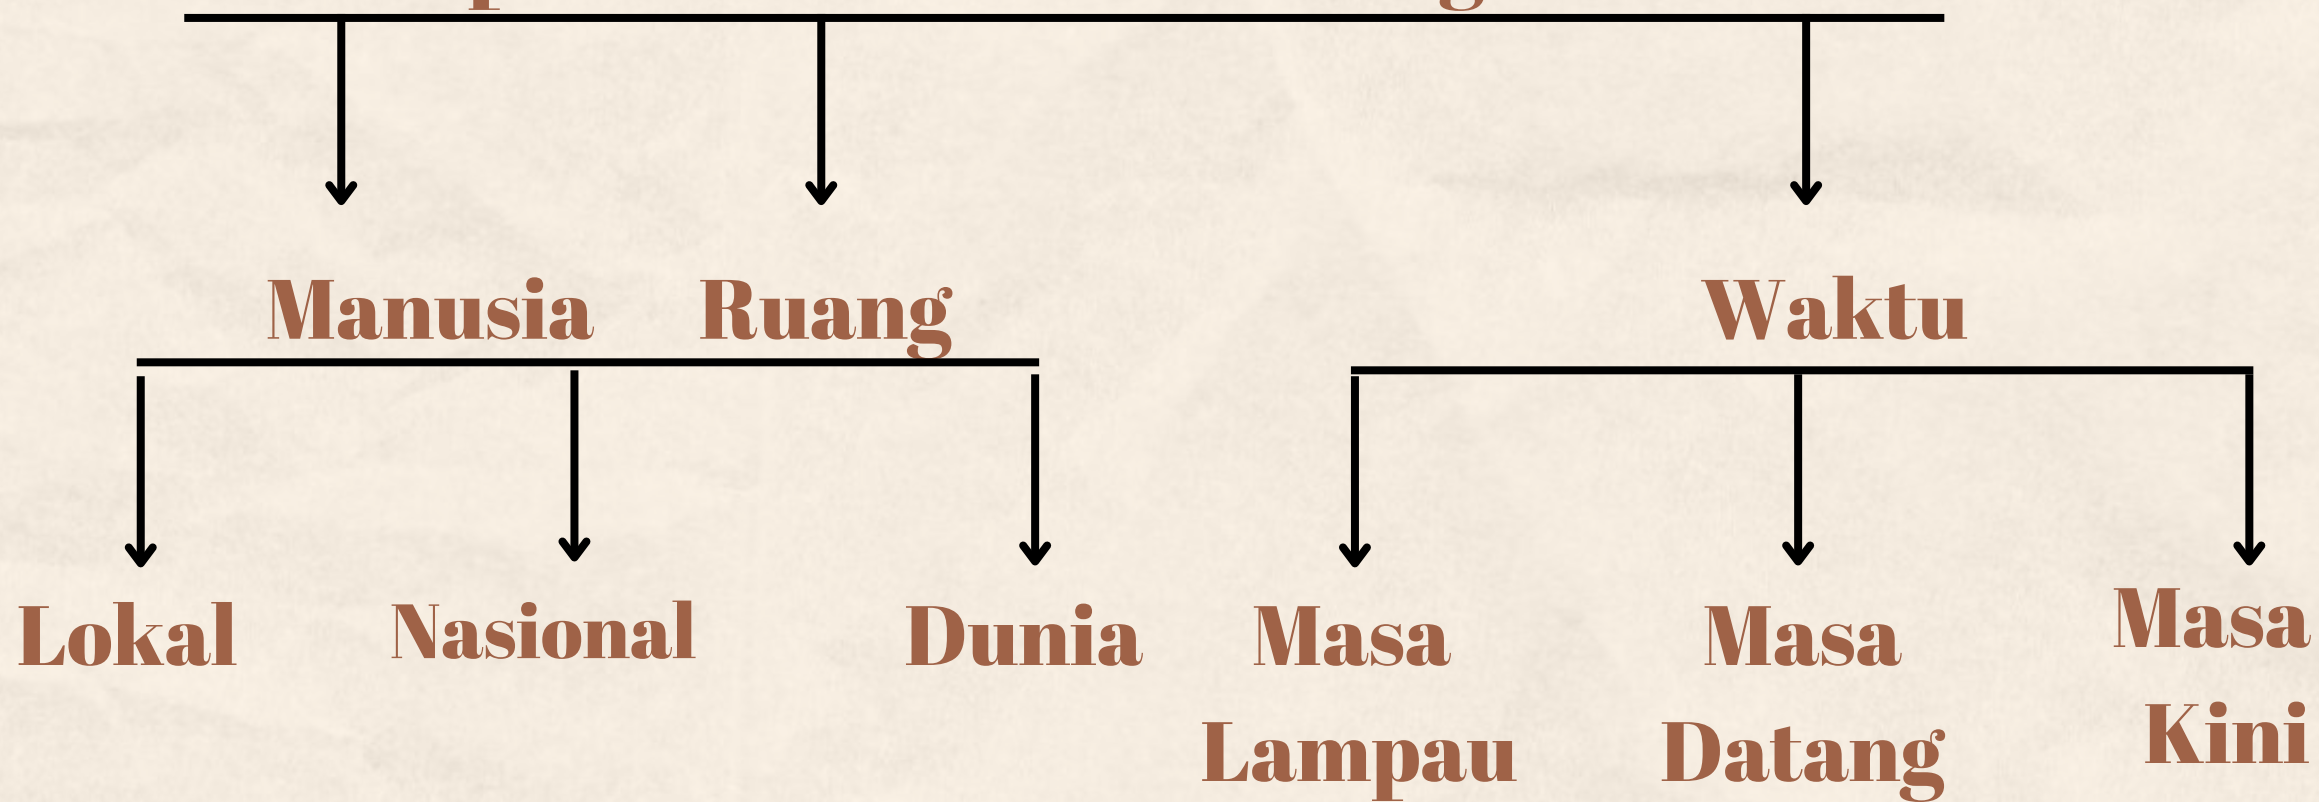 Manusia Ruang Waktu
Lokal Nasional Dunia Masa Lampau Masa Datang Masa Kini